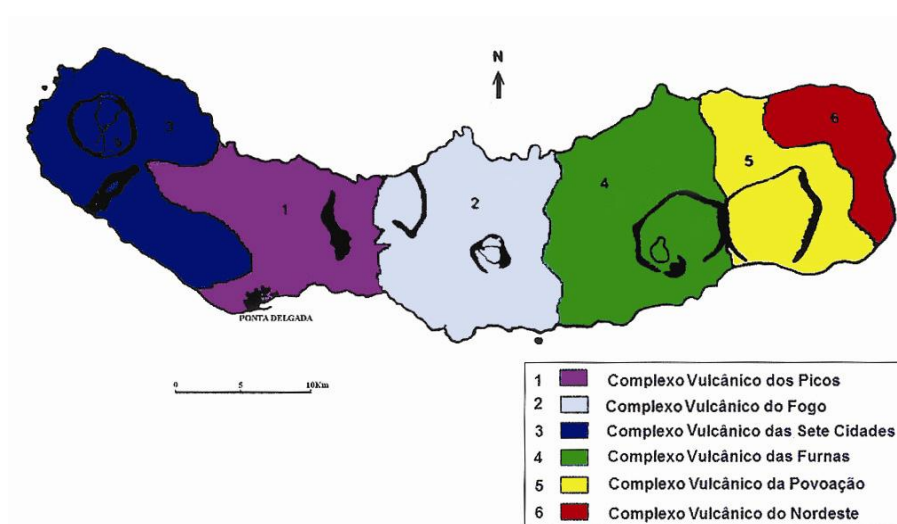 N
3
6
5
4
2
1
PONTA DELGADA
0 5 10Km
1 Complexo Vulcânico dos Picos
2 Complexo Vulcânico do Fogo
3 Complexo Vulcânico das Sete Cidades
4 Complexo Vulcânico das Furnas
5 Complexo Vulcânico da Povoação
6 Complexo Vulcânico do Nordeste